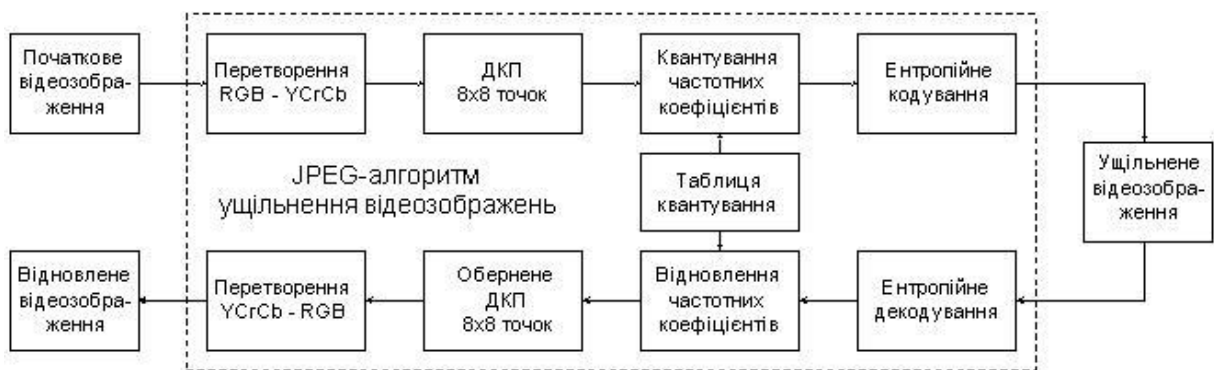 Початкове
відеозобра-
ження
Перетворення
RGB - YCrCb
ДКП
8x8 точок
Квантування
частотних
коефіцієнтів
Ентропійне
кодування
JPEG-алгоритм
ущільнення відеозображень
Таблиця
квантування
Ущільнене
відеозобра-
ження
Відновлене
відеозобра-
ження
Перетворення
YCrCb - RGB
Обернене
ДКП
8x8 точок
Відновлення
частотних
коефіцієнтів
Ентропійне
декодування